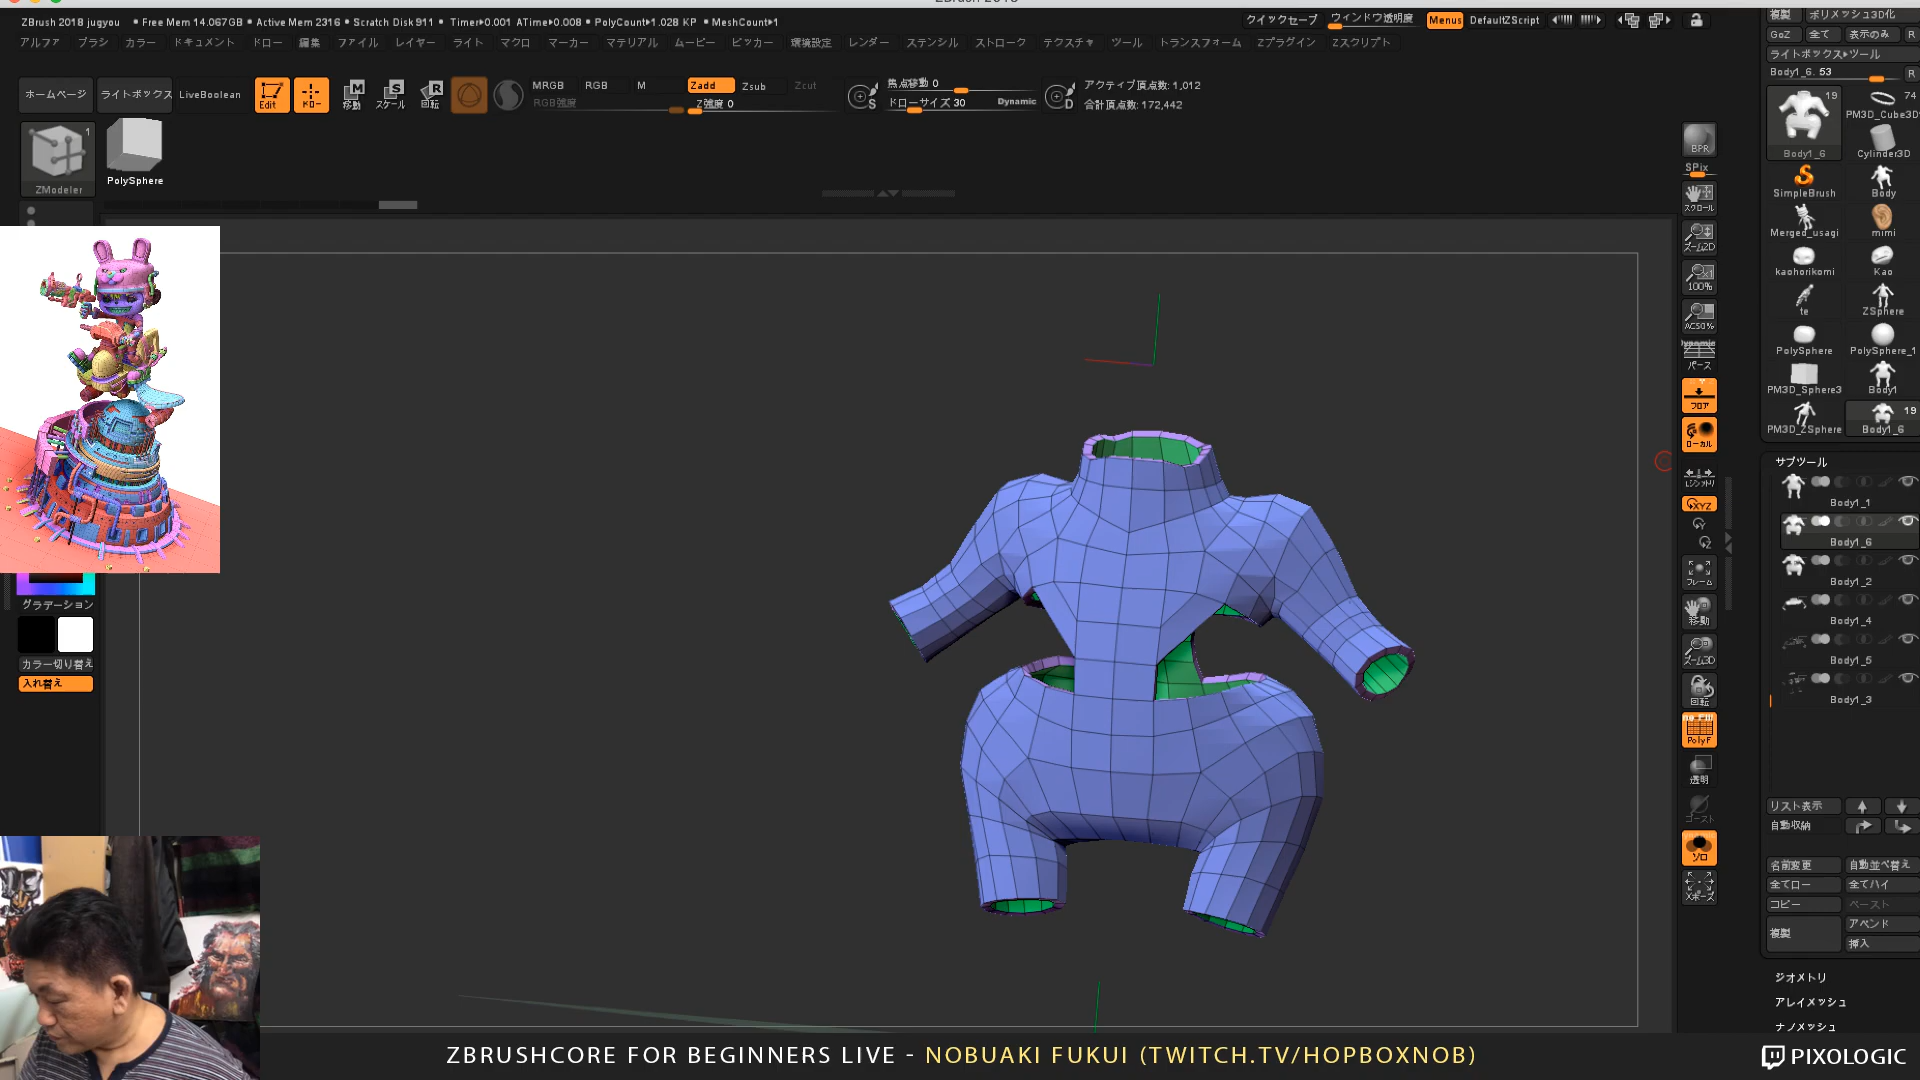 ZBrush 2018 jugyou ● Free Mem 14.067GB ● Active Mem 2316 ● Scratch Disk 911 ● Timer▶0.001 ATime▶0.008 ● PolyCount▶1.028 KP ● MeshCount▶1
クイックセーブ ウィンドウ透明度 Menus DefaultZScript
アルファ ブラシ カラー ドキュメント ドロー 編集 ファイル レイヤー ライト マクロ マーカー マテリアル ムービー ピッカー 環境設定 レンダー ステンシル ストローク テクスチャ ツール トランスフォーム Zプラグイン Zスクリプト
ホームページ ライトボックス LiveBoolean Edit ドロー 移動 スケール 回転
MRGB RGB M Zadd Zsub Zcut
RGB強度 Z強度 0
焦点移動 0
ドローサイズ 30 Dynamic
アクティブ頂点数: 1,012
合計頂点数: 172,442
1
ZModeler
PolySphere
グラデーション
カラー切り替え
入れ替え
BPR
SPix
スクロール
ズーム2D
100%
AC50%
Dynamic
パース
フロア
ローカル
XYZ
フレーム
移動
ズーム3D
回転
PolyF
透明
ゴースト
ソロ
Xポーズ
複製 ポリメッシュ3D化
GoZ 全て 表示のみ R
ライトボックス▶ツール
Body1_6. 53 R
19 74
PM3D_Cube3D
Body1_6 Cylinder3D
SimpleBrush Body
Merged_usagi mimi
kaohorikomi Kao
te ZSphere
PolySphere PolySphere_1
PM3D_Sphere3 Body1
19
PM3D_ZSphere Body1_6
サブツール
Body1_1
Body1_6
Body1_2
Body1_4
Body1_5
Body1_3
リスト表示
自動収納
名前変更 自動並べ替え
全てロー 全てハイ
コピー ペースト
複製 アペンド
挿入
ジオメトリ
アレイメッシュ
ナノメッシュ
ZBRUSHCORE FOR BEGINNERS LIVE - NOBUAKI FUKUI (TWITCH.TV/HOPBOXNOB)
PIXOLOGIC